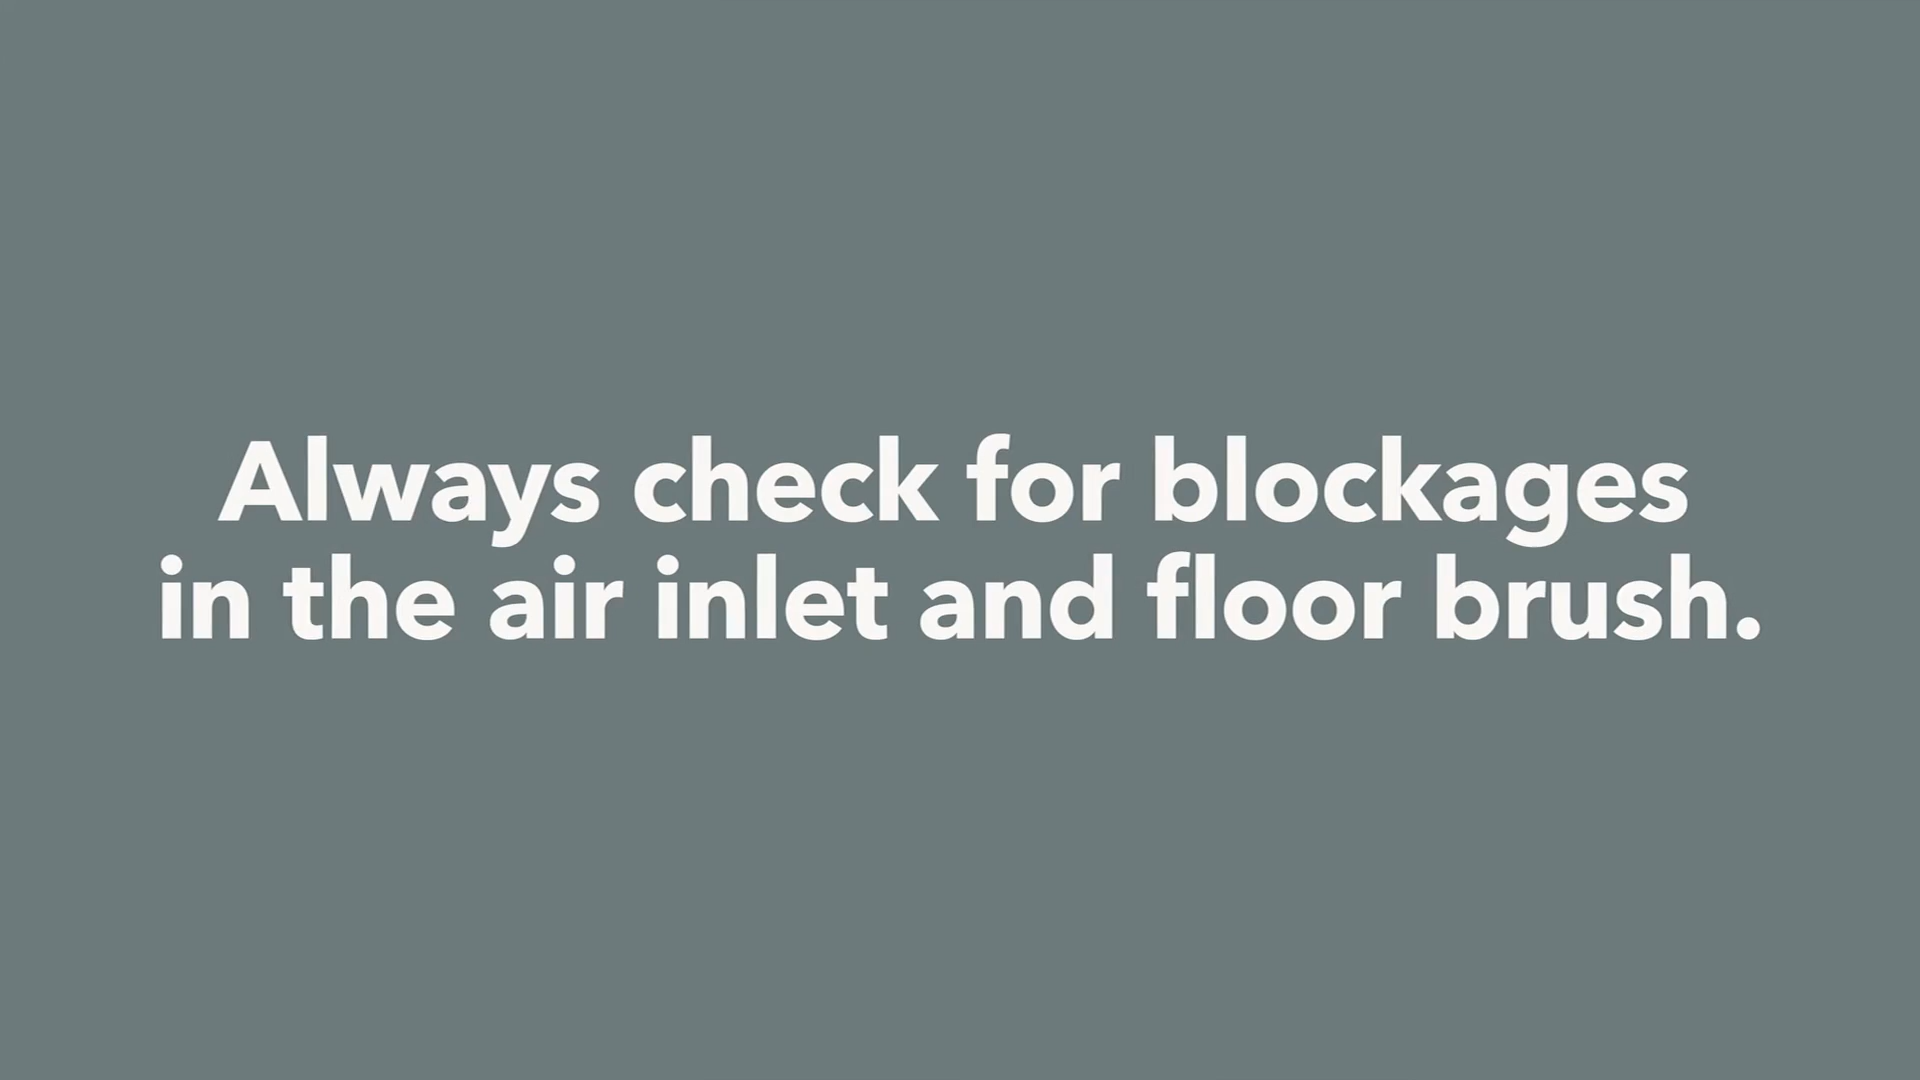 Always check for blockages
in the air inlet and floor brush.